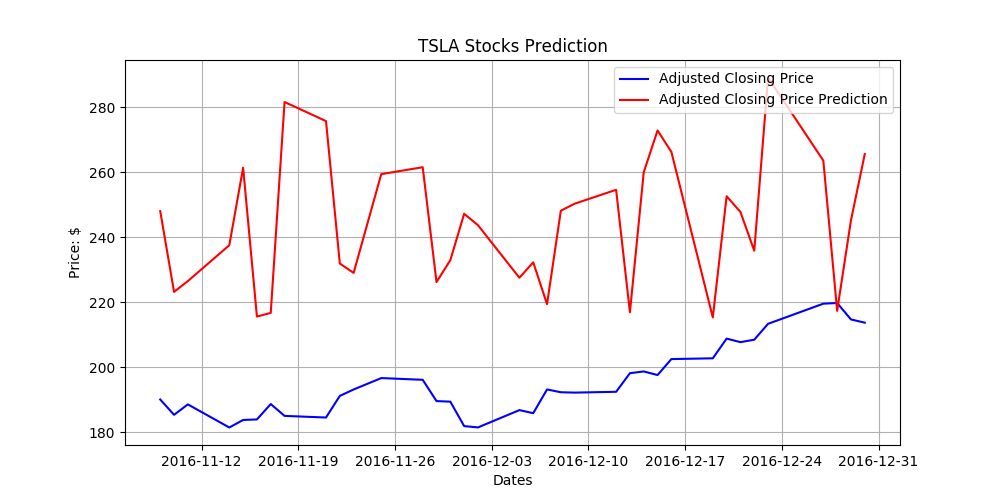 TSLA Stocks Prediction
Adjusted Closing Price
Adjusted Closing Price Prediction
280
260
240
220
200
180
Price: $
2016-11-12 2016-11-19 2016-11-26 2016-12-03 2016-12-10 2016-12-17 2016-12-24 2016-12-31
Dates